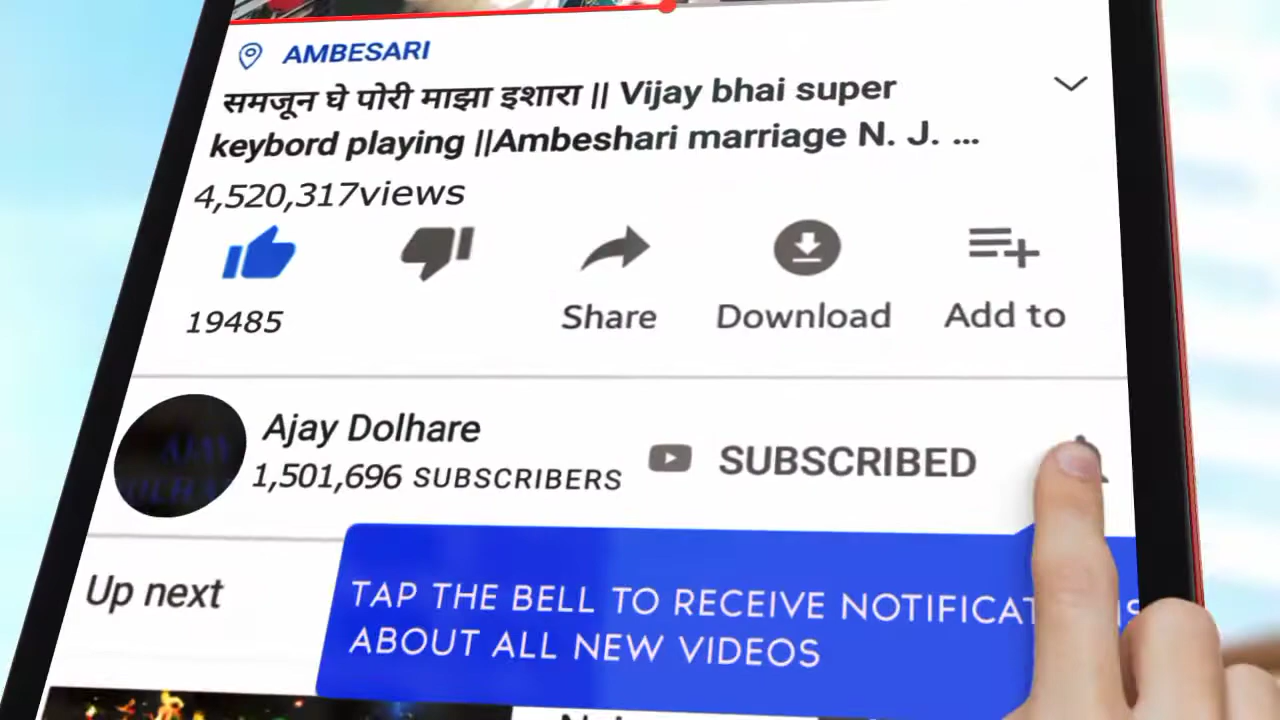 AMBESARI
समजून घे पोरी माझा इशारा || Vijay bhai super
keybord playing ||Ambeshari marriage N. J. ...
4,520,317views
19485
Share
Download
Add to
Ajay Dolhare
1,501,696 SUBSCRIBERS
SUBSCRIBED
Up next
TAP THE BELL TO RECEIVE
ABOUT ALL NEW VIDEOS